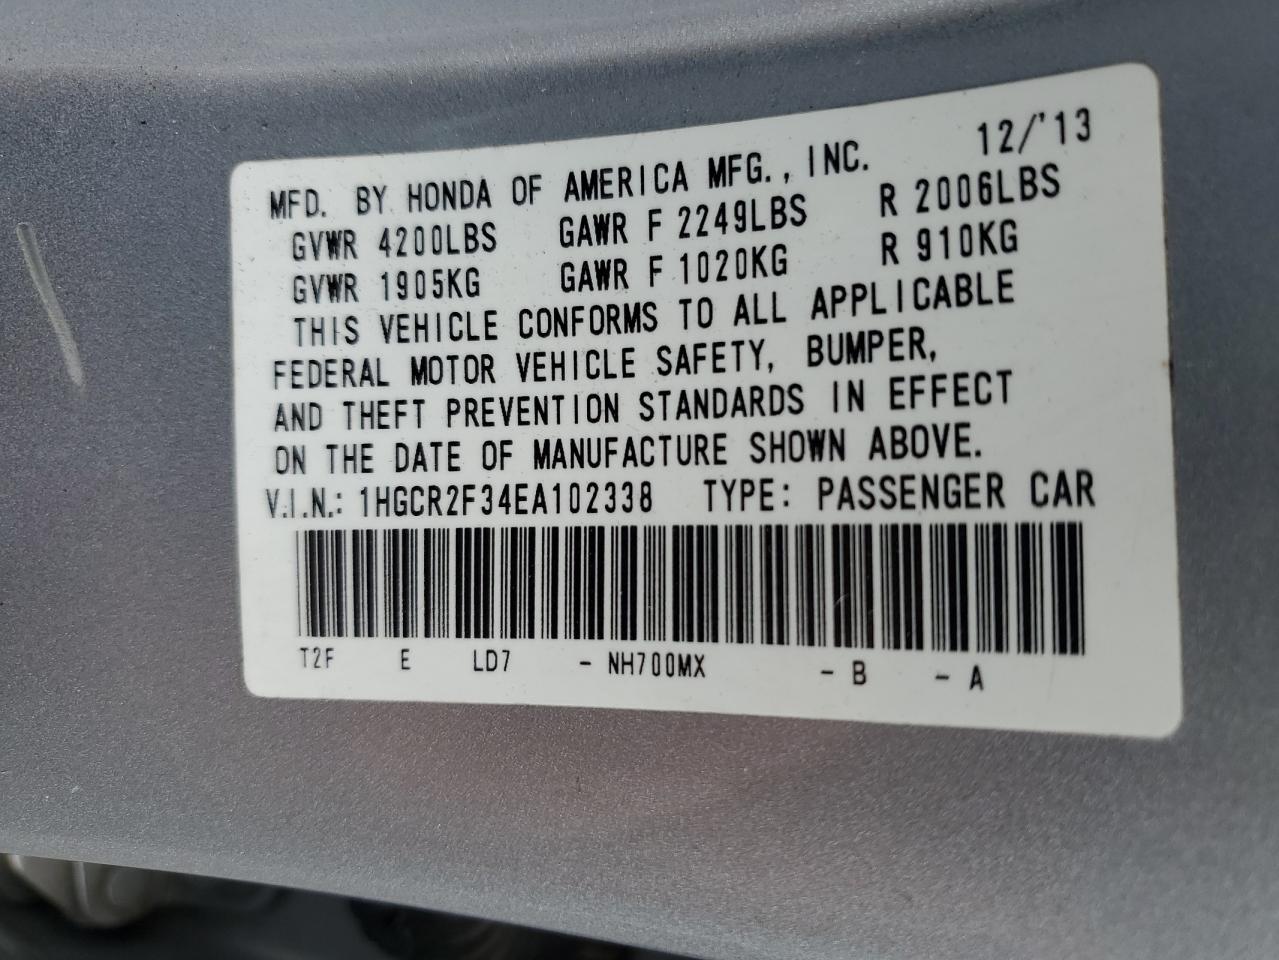 12/'13
MFD. BY HONDA OF AMERICA MFG., INC.
GVWR 4200LBS GAWR F 2249LBS R 2006LBS
GVWR 1905KG GAWR F 1020KG R 910KG
THIS VEHICLE CONFORMS TO ALL APPLICABLE
FEDERAL MOTOR VEHICLE SAFETY, BUMPER,
AND THEFT PREVENTION STANDARDS IN EFFECT
ON THE DATE OF MANUFACTURE SHOWN ABOVE.
V.I.N.: 1HGCR2F34EA102338 TYPE: PASSENGER CAR
T2F E LD7 - NH700MX - B - A